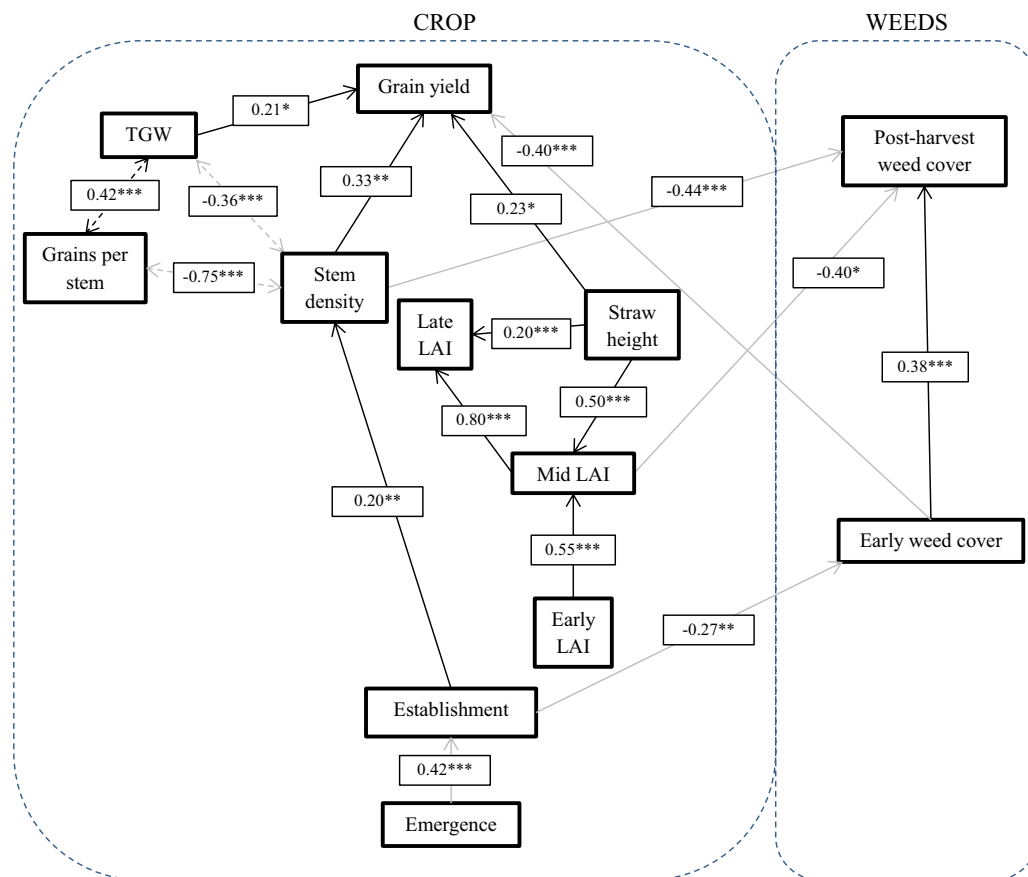 CROP
WEEDS
Grain yield
0.21*
TGW
Post-harvest
weed cover
-0.40***
0.33**
0.42***
-0.36***
-0.44***
0.23*
Grains per
stem
-0.75***
Stem
density
-0.40*
Late
LAI
0.20***
Straw
height
0.38***
0.50***
0.80***
Mid LAI
0.20**
Early weed cover
0.55***
Early
LAI
-0.27**
Establishment
0.42***
Emergence